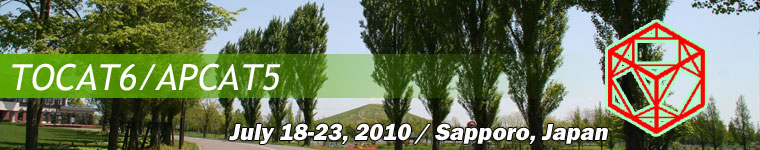 TOCAT6/APCAT5
July 18-23, 2010 / Sapporo, Japan